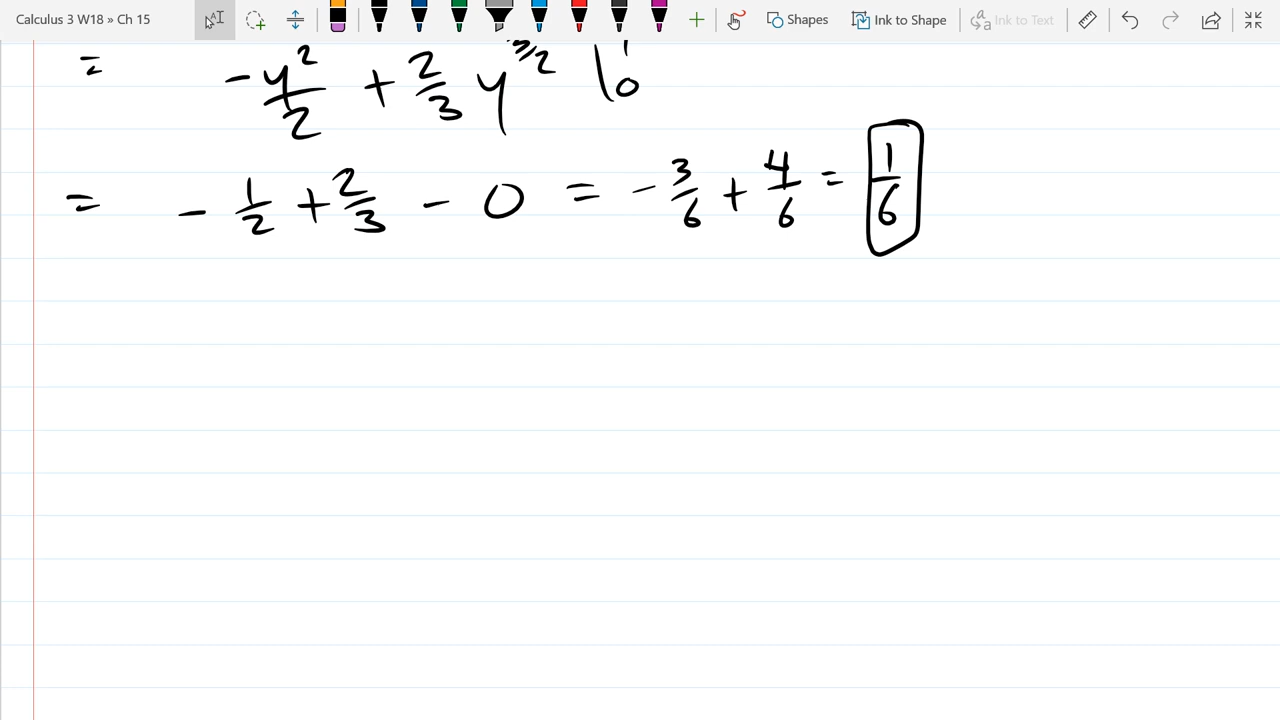 Calculus 3 W18 » Ch 15 Shapes Ink to Shape Ink to Text
= -y²/2 + 2/3 y^3/2 |₀¹
= - 1/2 + 2/3 - 0 = - 3/6 + 4/6 = 1/6